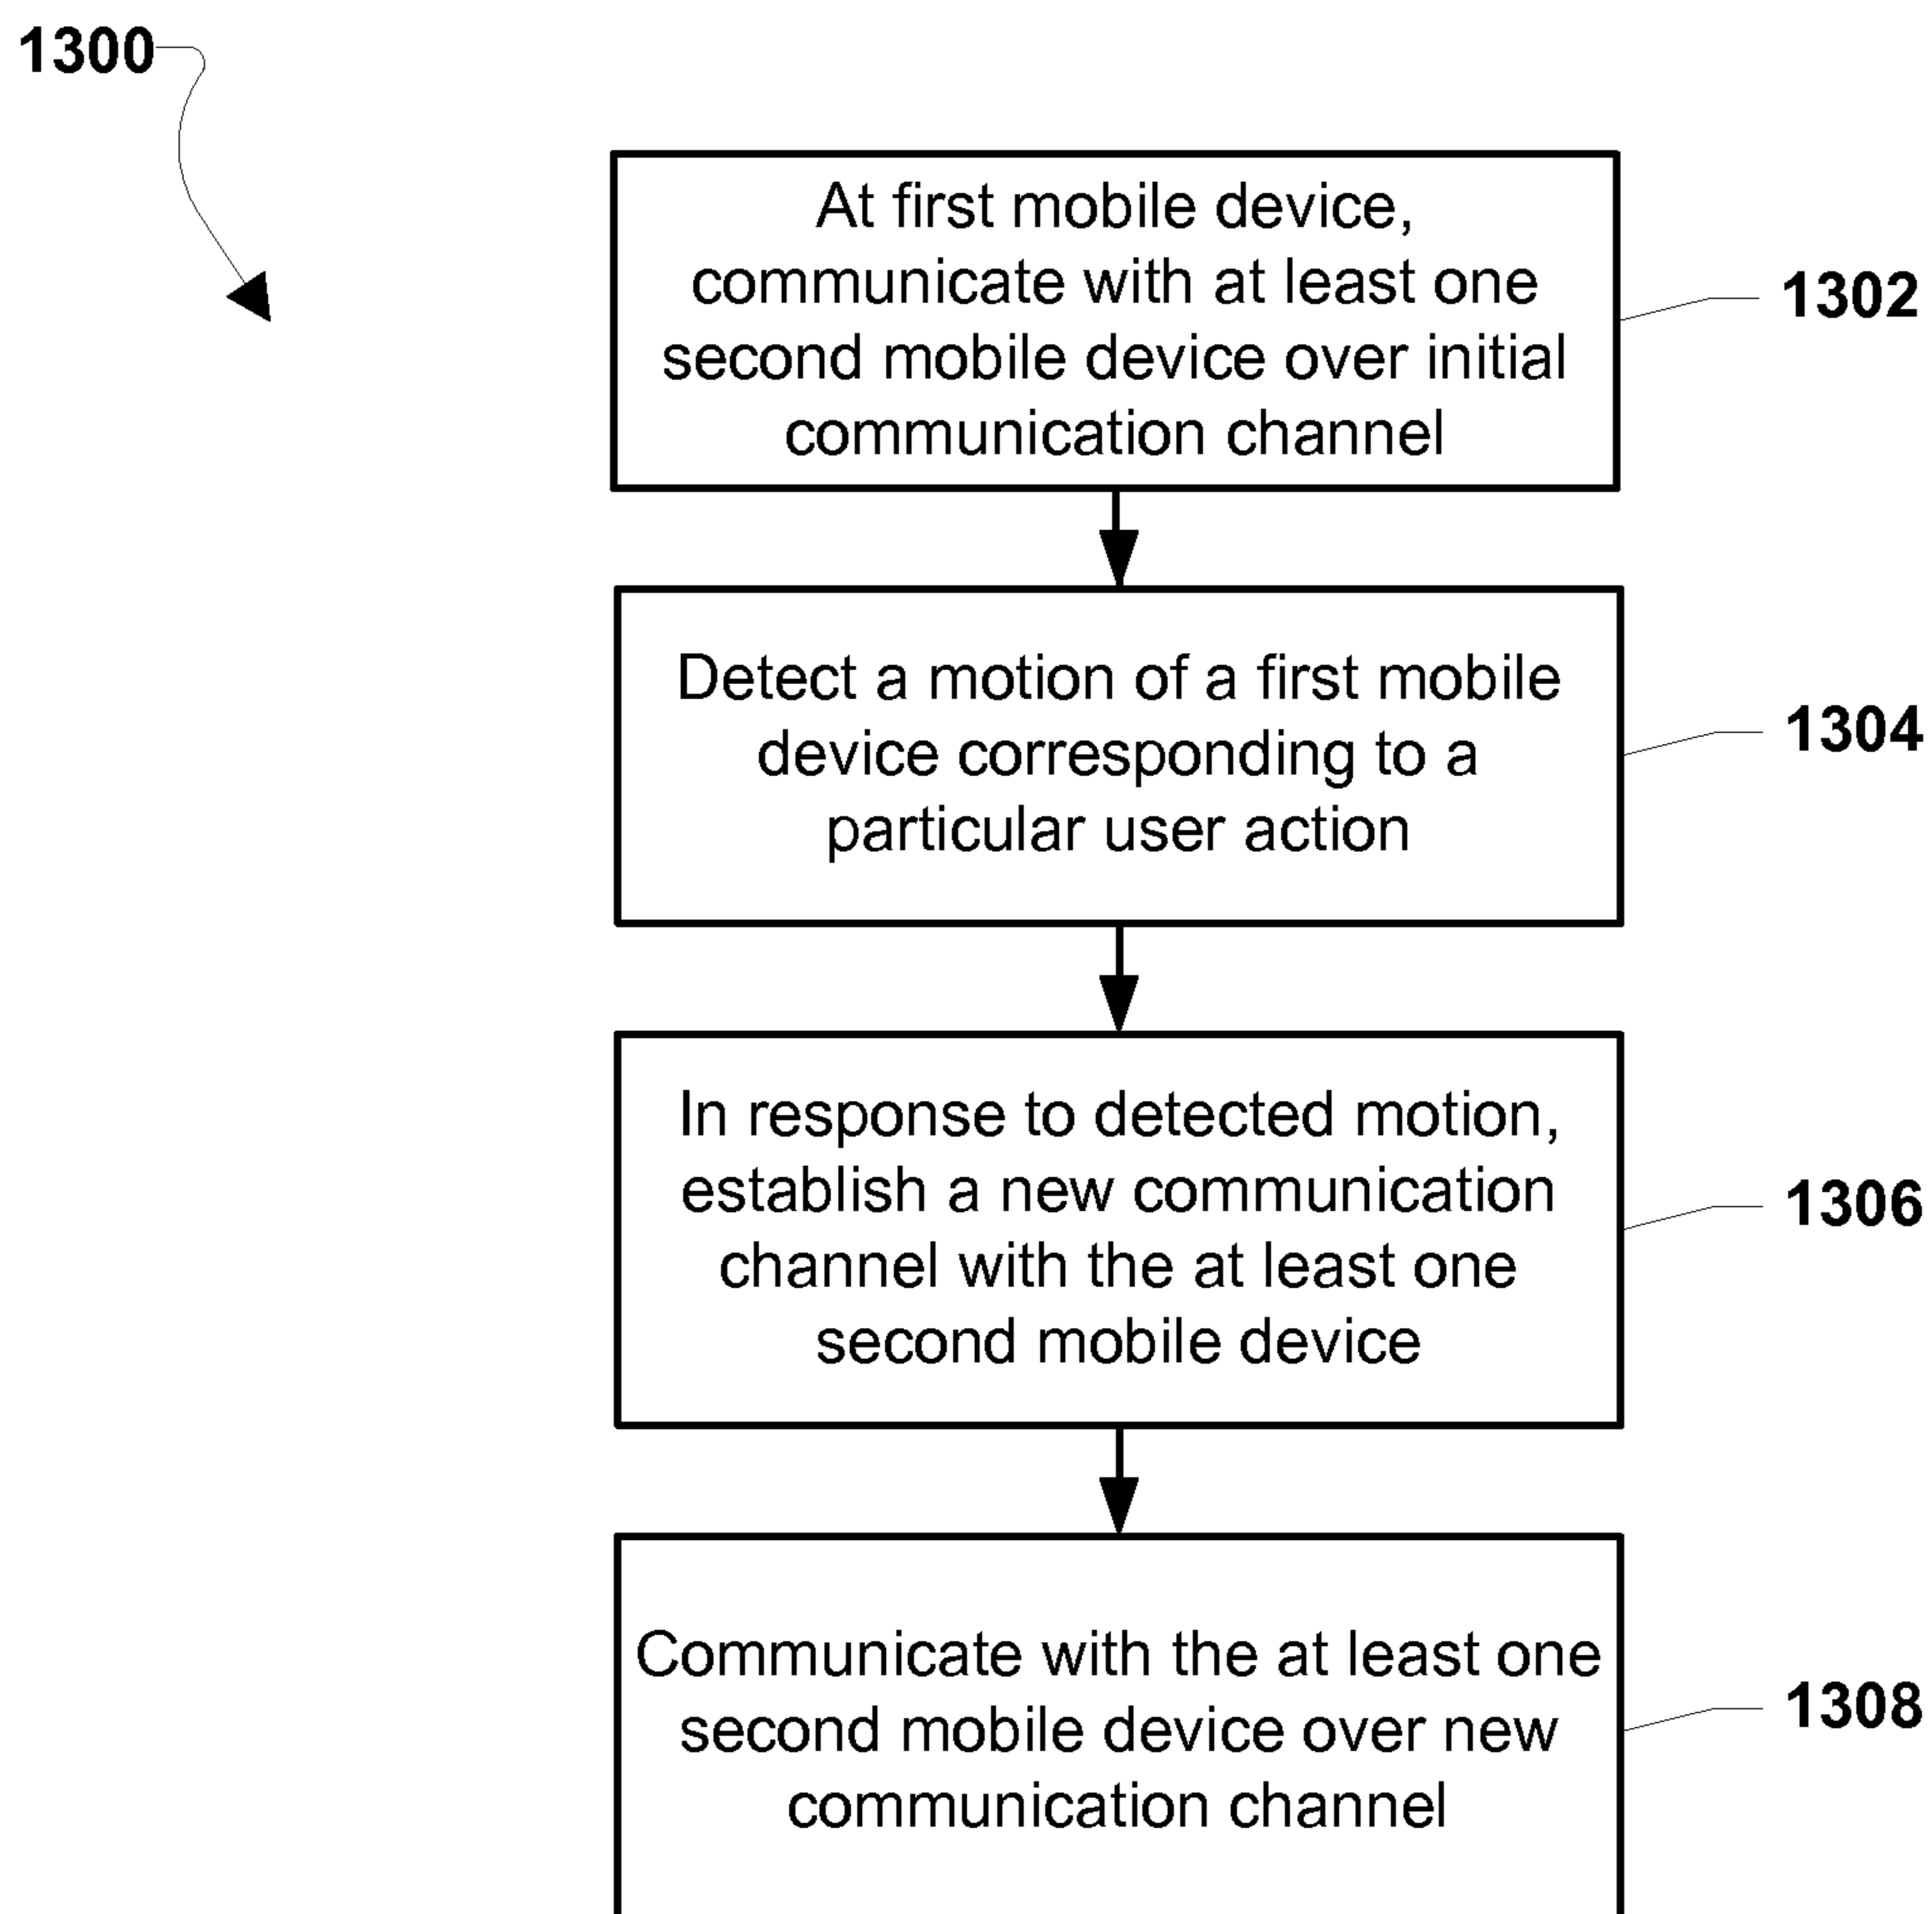 1300
At first mobile device,
communicate with at least one
second mobile device over initial
communication channel
1302
Detect a motion of a first mobile
device corresponding to a
particular user action
1304
In response to detected motion,
establish a new communication
channel with the at least one
second mobile device
1306
Communicate with the at least one
second mobile device over new
communication channel
1308